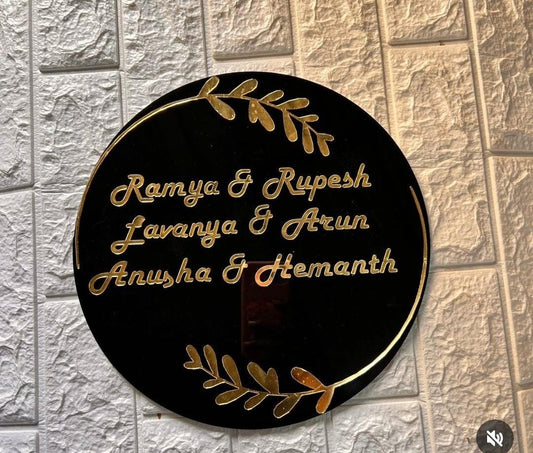 Ramya & Rupesh
Lavanya & Arun
Anusha & Hemanth